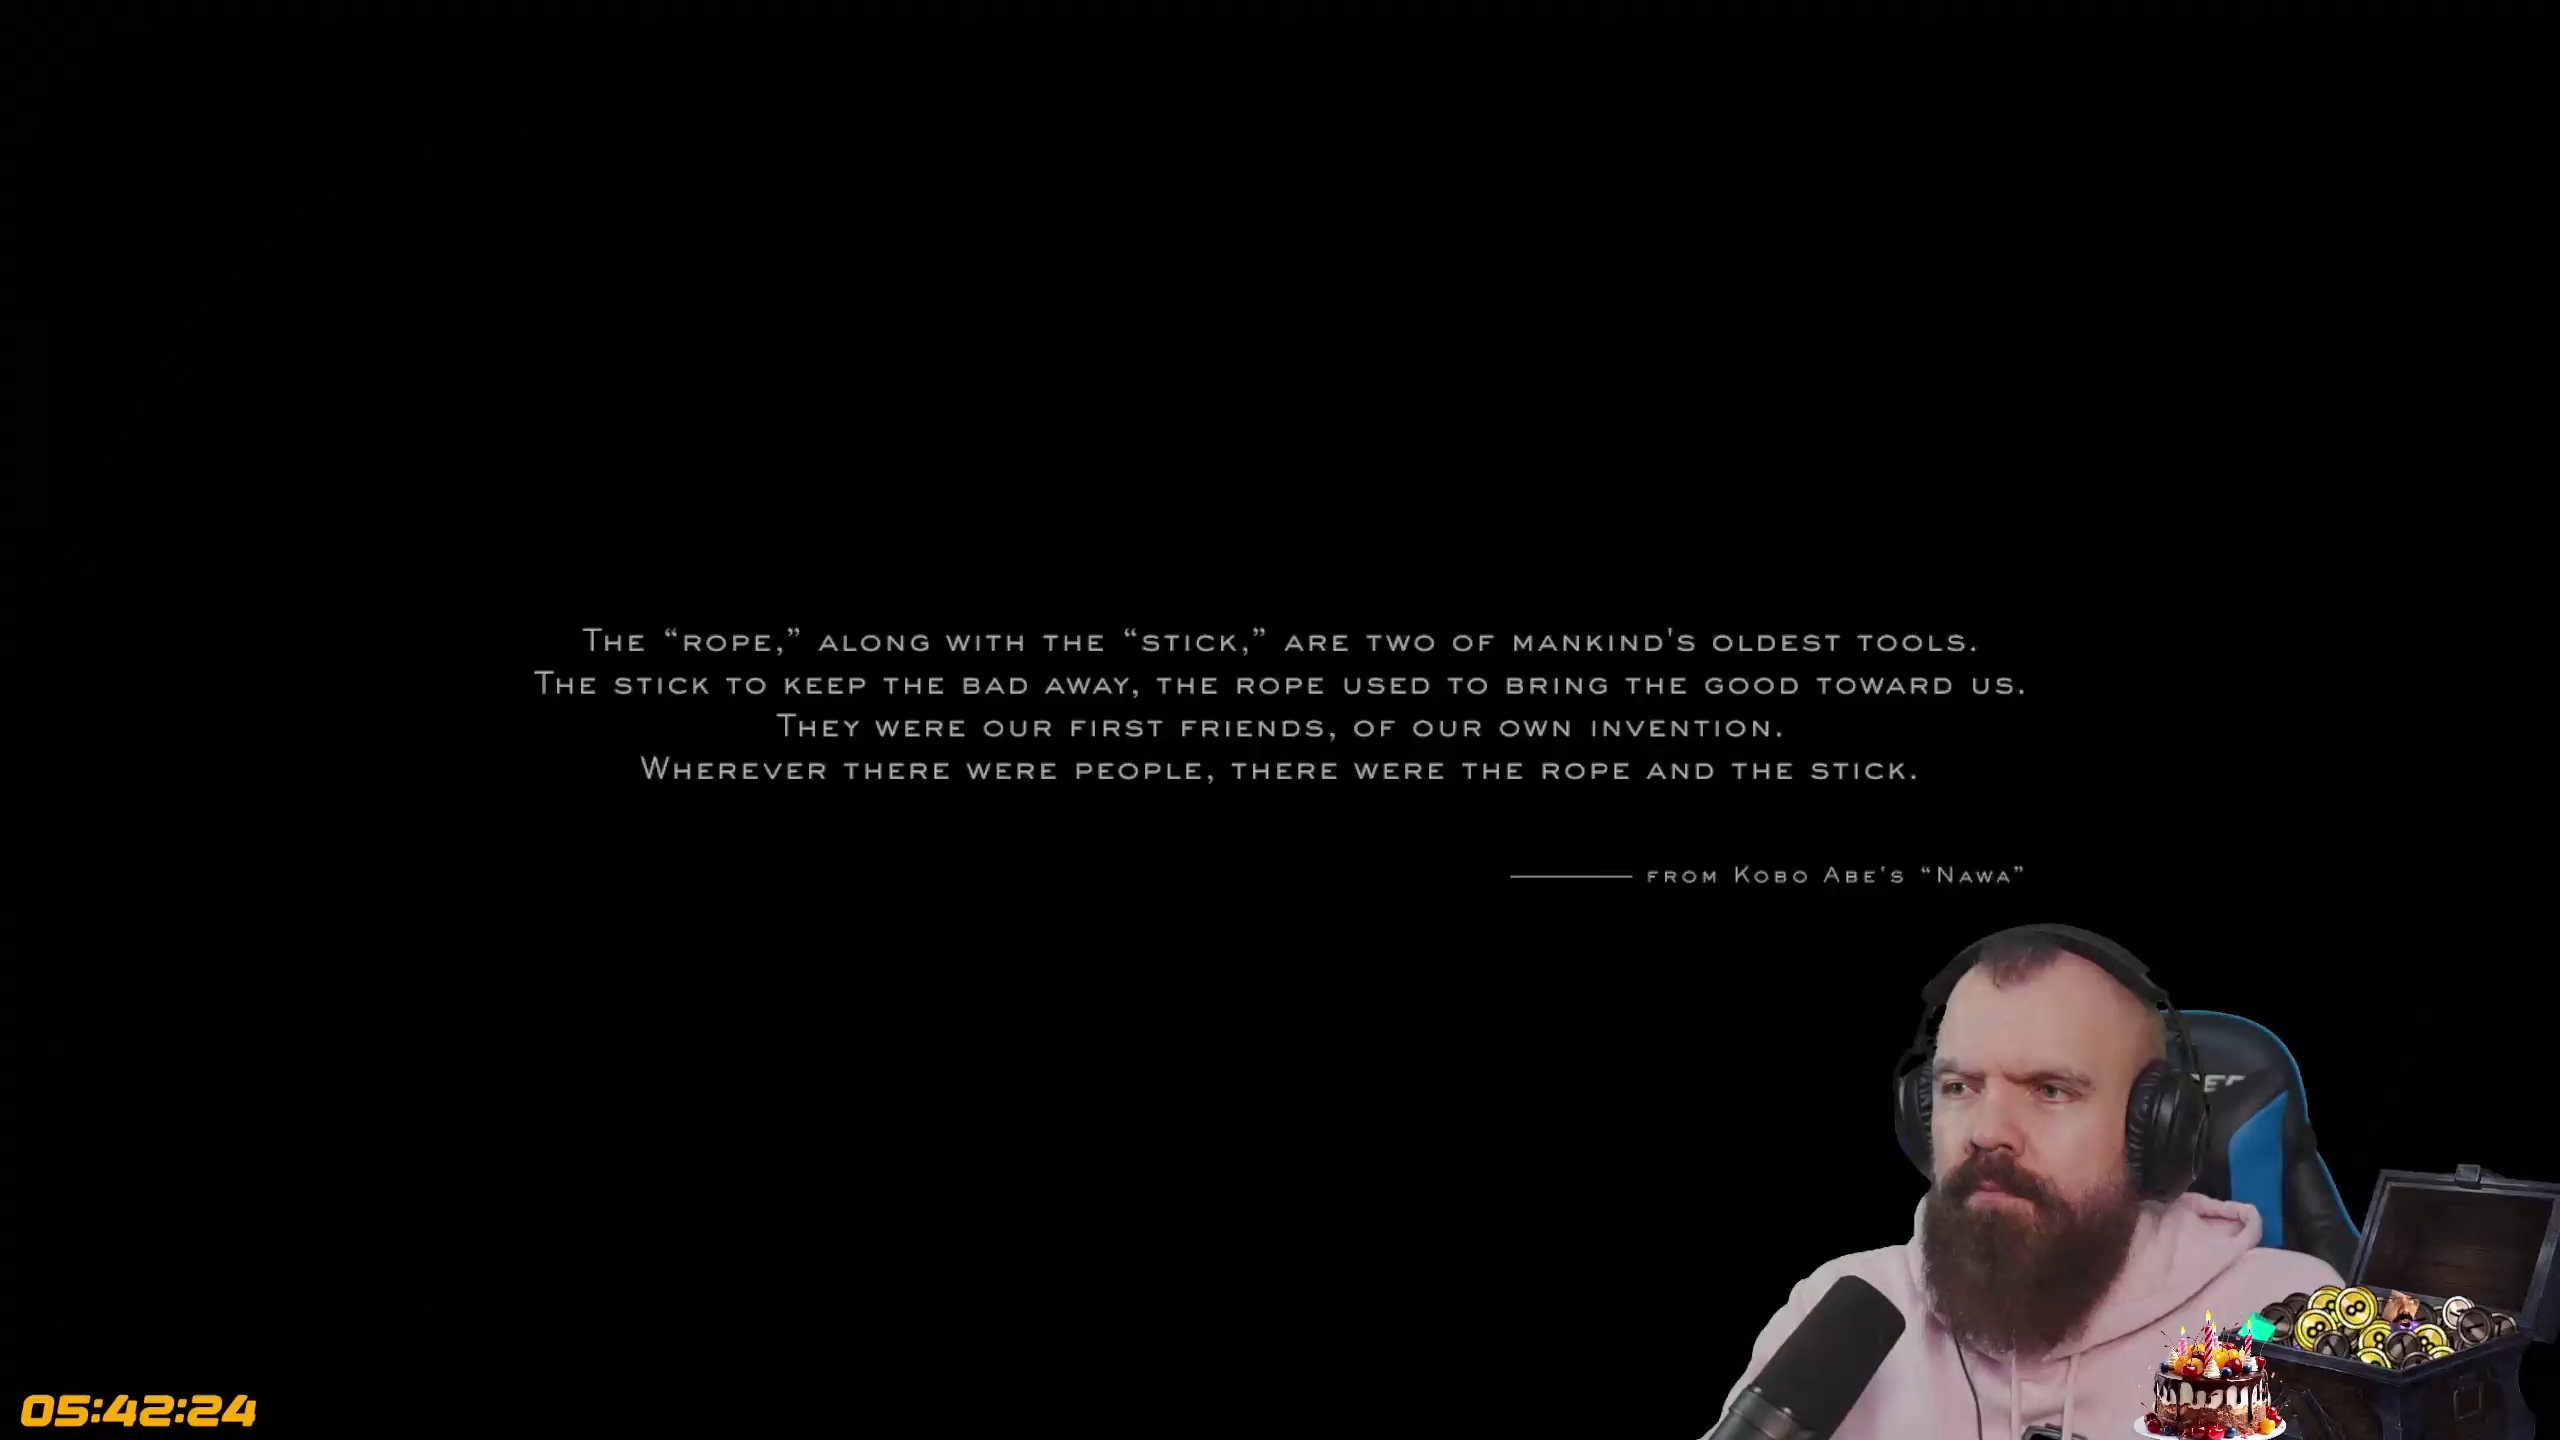 The “rope,” along with the “stick,” are two of mankind's oldest tools.
The stick to keep the bad away, the rope used to bring the good toward us.
They were our first friends, of our own invention.
Wherever there were people, there were the rope and the stick.
from Kobo Abe's “Nawa”
05:42:24